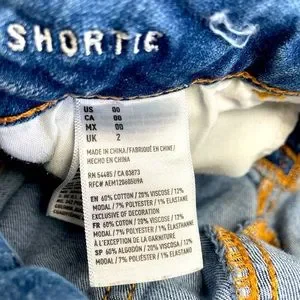 SHORTIE
US 00
CA 00
MX 00
UK 2
MADE IN CHINA/FABRIQUÉ EN CHINE/
HECHO EN CHINA
RN 54485 / CA 03873
RFC# AEM120605U9A
EN 60% COTTON / 20% VISCOSE / 12%
MODAL / 7% POLYESTER / 1% ELASTANE
EXCLUSIVE OF DECORATION
FR 60% COTON / 20% VISCOSE / 12%
MODAL / 7% POLYESTER / 1% ÉLASTHANNE
À L'EXCEPTION DE LA GARNITURE
SP 60% ALGODÓN / 20% VISCOSA / 12%
MODAL / 7% POLIÉSTER / 1% ELASTANO